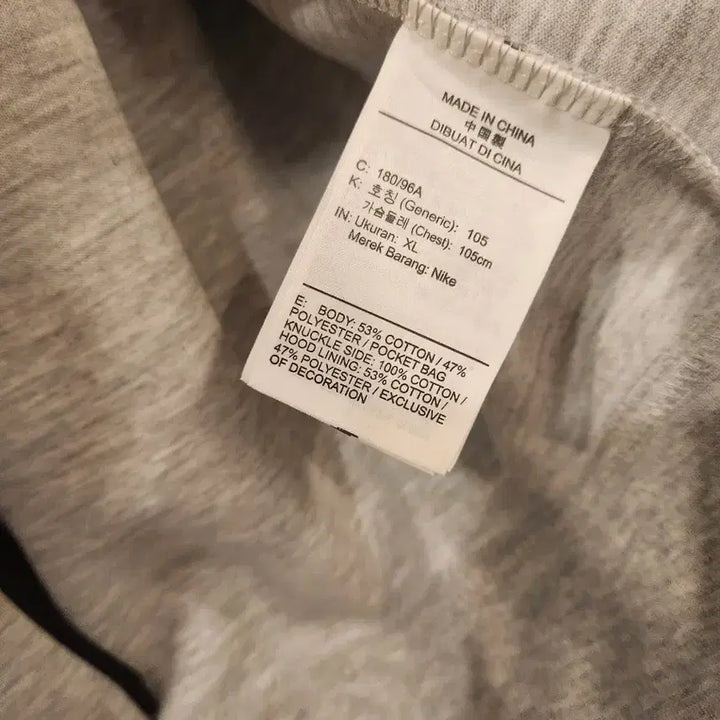 MADE IN CHINA
中國製
DIBUAT DI CINA
C: 180/96A
K: 호칭 (Generic): 105
가슴둘레 (Chest): 105cm
IN: Ukuran: XL
Merek Barang: Nike
E: BODY: 53% COTTON / 47%
POLYESTER / POCKET BAG
KNUCKLE SIDE: 100% COTTON /
HOOD LINING: 53% COTTON /
47% POLYESTER / EXCLUSIVE
OF DECORATION